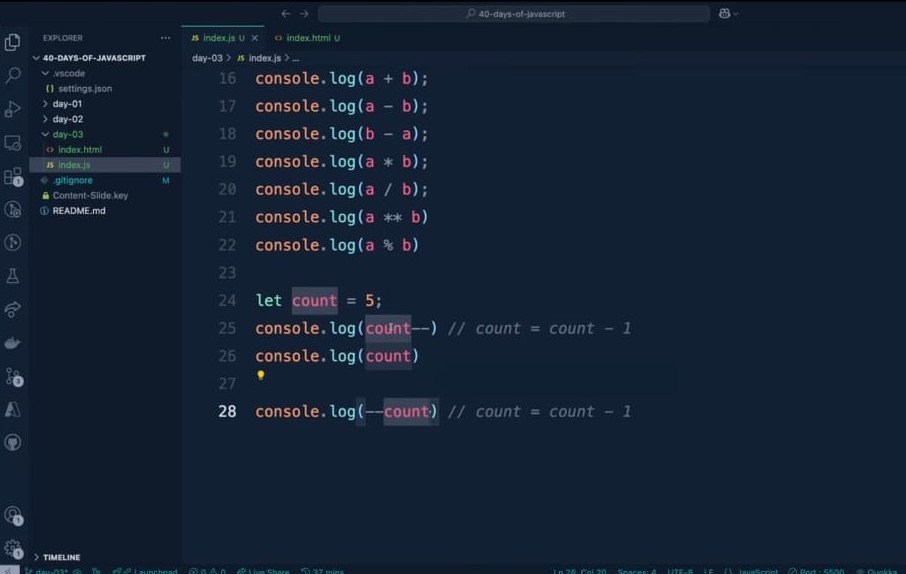 40-days-of-javascript
EXPLORER
40-DAYS-OF-JAVASCRIPT
.vscode
{} settings.json
day-01
day-02
day-03
<> index.html U
JS index.js U
.gitignore M
Content-Slide.key
README.md
TIMELINE
JS index.js U
<> index.html U
day-03 > JS index.js > ...
16 console.log(a + b);
17 console.log(a - b);
18 console.log(b - a);
19 console.log(a * b);
20 console.log(a / b);
21 console.log(a ** b)
22 console.log(a % b)
23
24 let count = 5;
25 console.log(count--) // count = count - 1
26 console.log(count)
27
28 console.log(--count) // count = count - 1
1
3
1
1
day-03* Launchpad 0 0 Live Share 37 mins Spaces: 4 UTF-8 LF {} JavaScript Port : 5500 Quokka